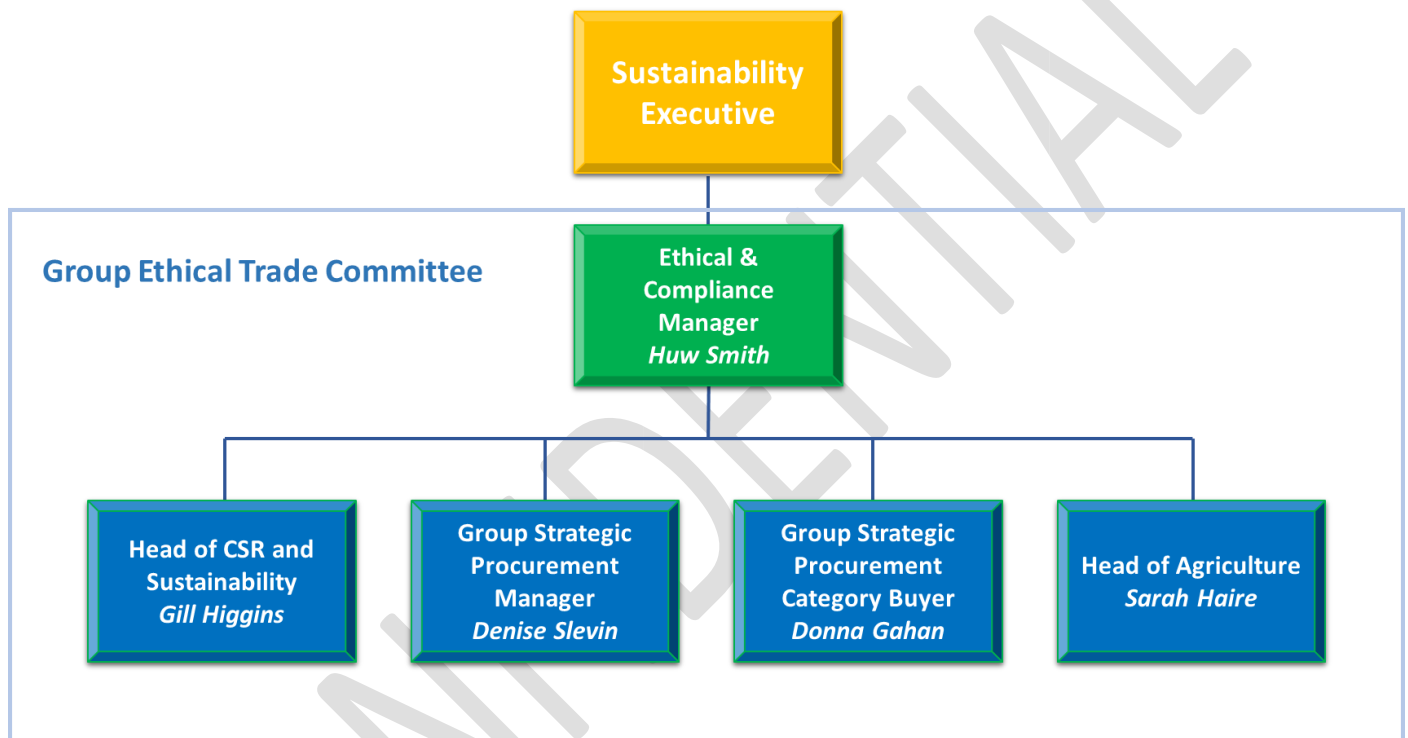 Sustainability
Executive
Group Ethical Trade Committee
Ethical &
Compliance
Manager
Huw Smith
Head of CSR and
Sustainability
Gill Higgins
Group Strategic
Procurement
Manager
Denise Slevin
Group Strategic
Procurement
Category Buyer
Donna Gahan
Head of Agriculture
Sarah Haire
NFIDENTIAL